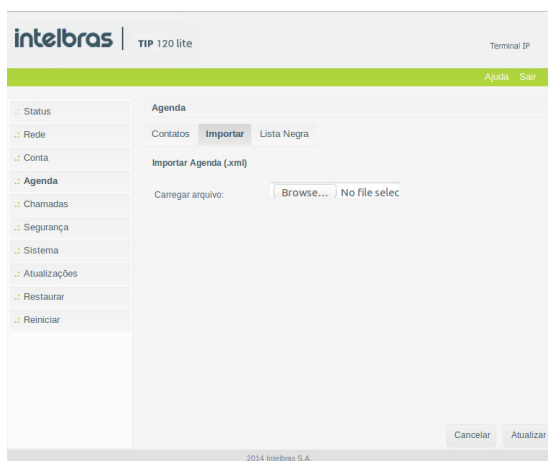 intelbras TIP 120 lite
Terminal IP
Ajuda Sair
.: Status
.: Rede
.: Conta
.: Agenda
.: Chamadas
.: Segurança
.: Sistema
.: Atualizações
.: Restaurar
.: Reiniciar
Agenda
Contatos Importar Lista Negra
Importar Agenda (.xml)
Carregar arquivo: Browse... No file selec
Cancelar Atualizar
2014 Intelbras S.A.